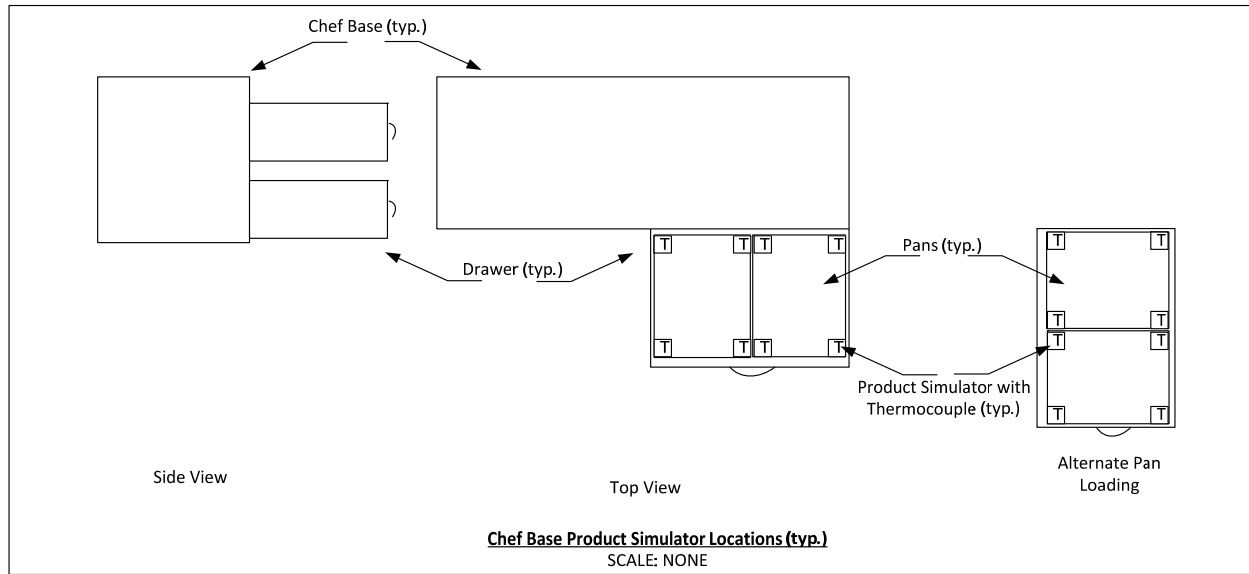 Chef Base (typ.)
T T T T
Pans (typ.)
T T
Drawer (typ.)
T T
T T T T
T T
Product Simulator with
Thermocouple (typ.)
T T
Side View
Top View
Alternate Pan
Loading
Chef Base Product Simulator Locations (typ.)
SCALE: NONE